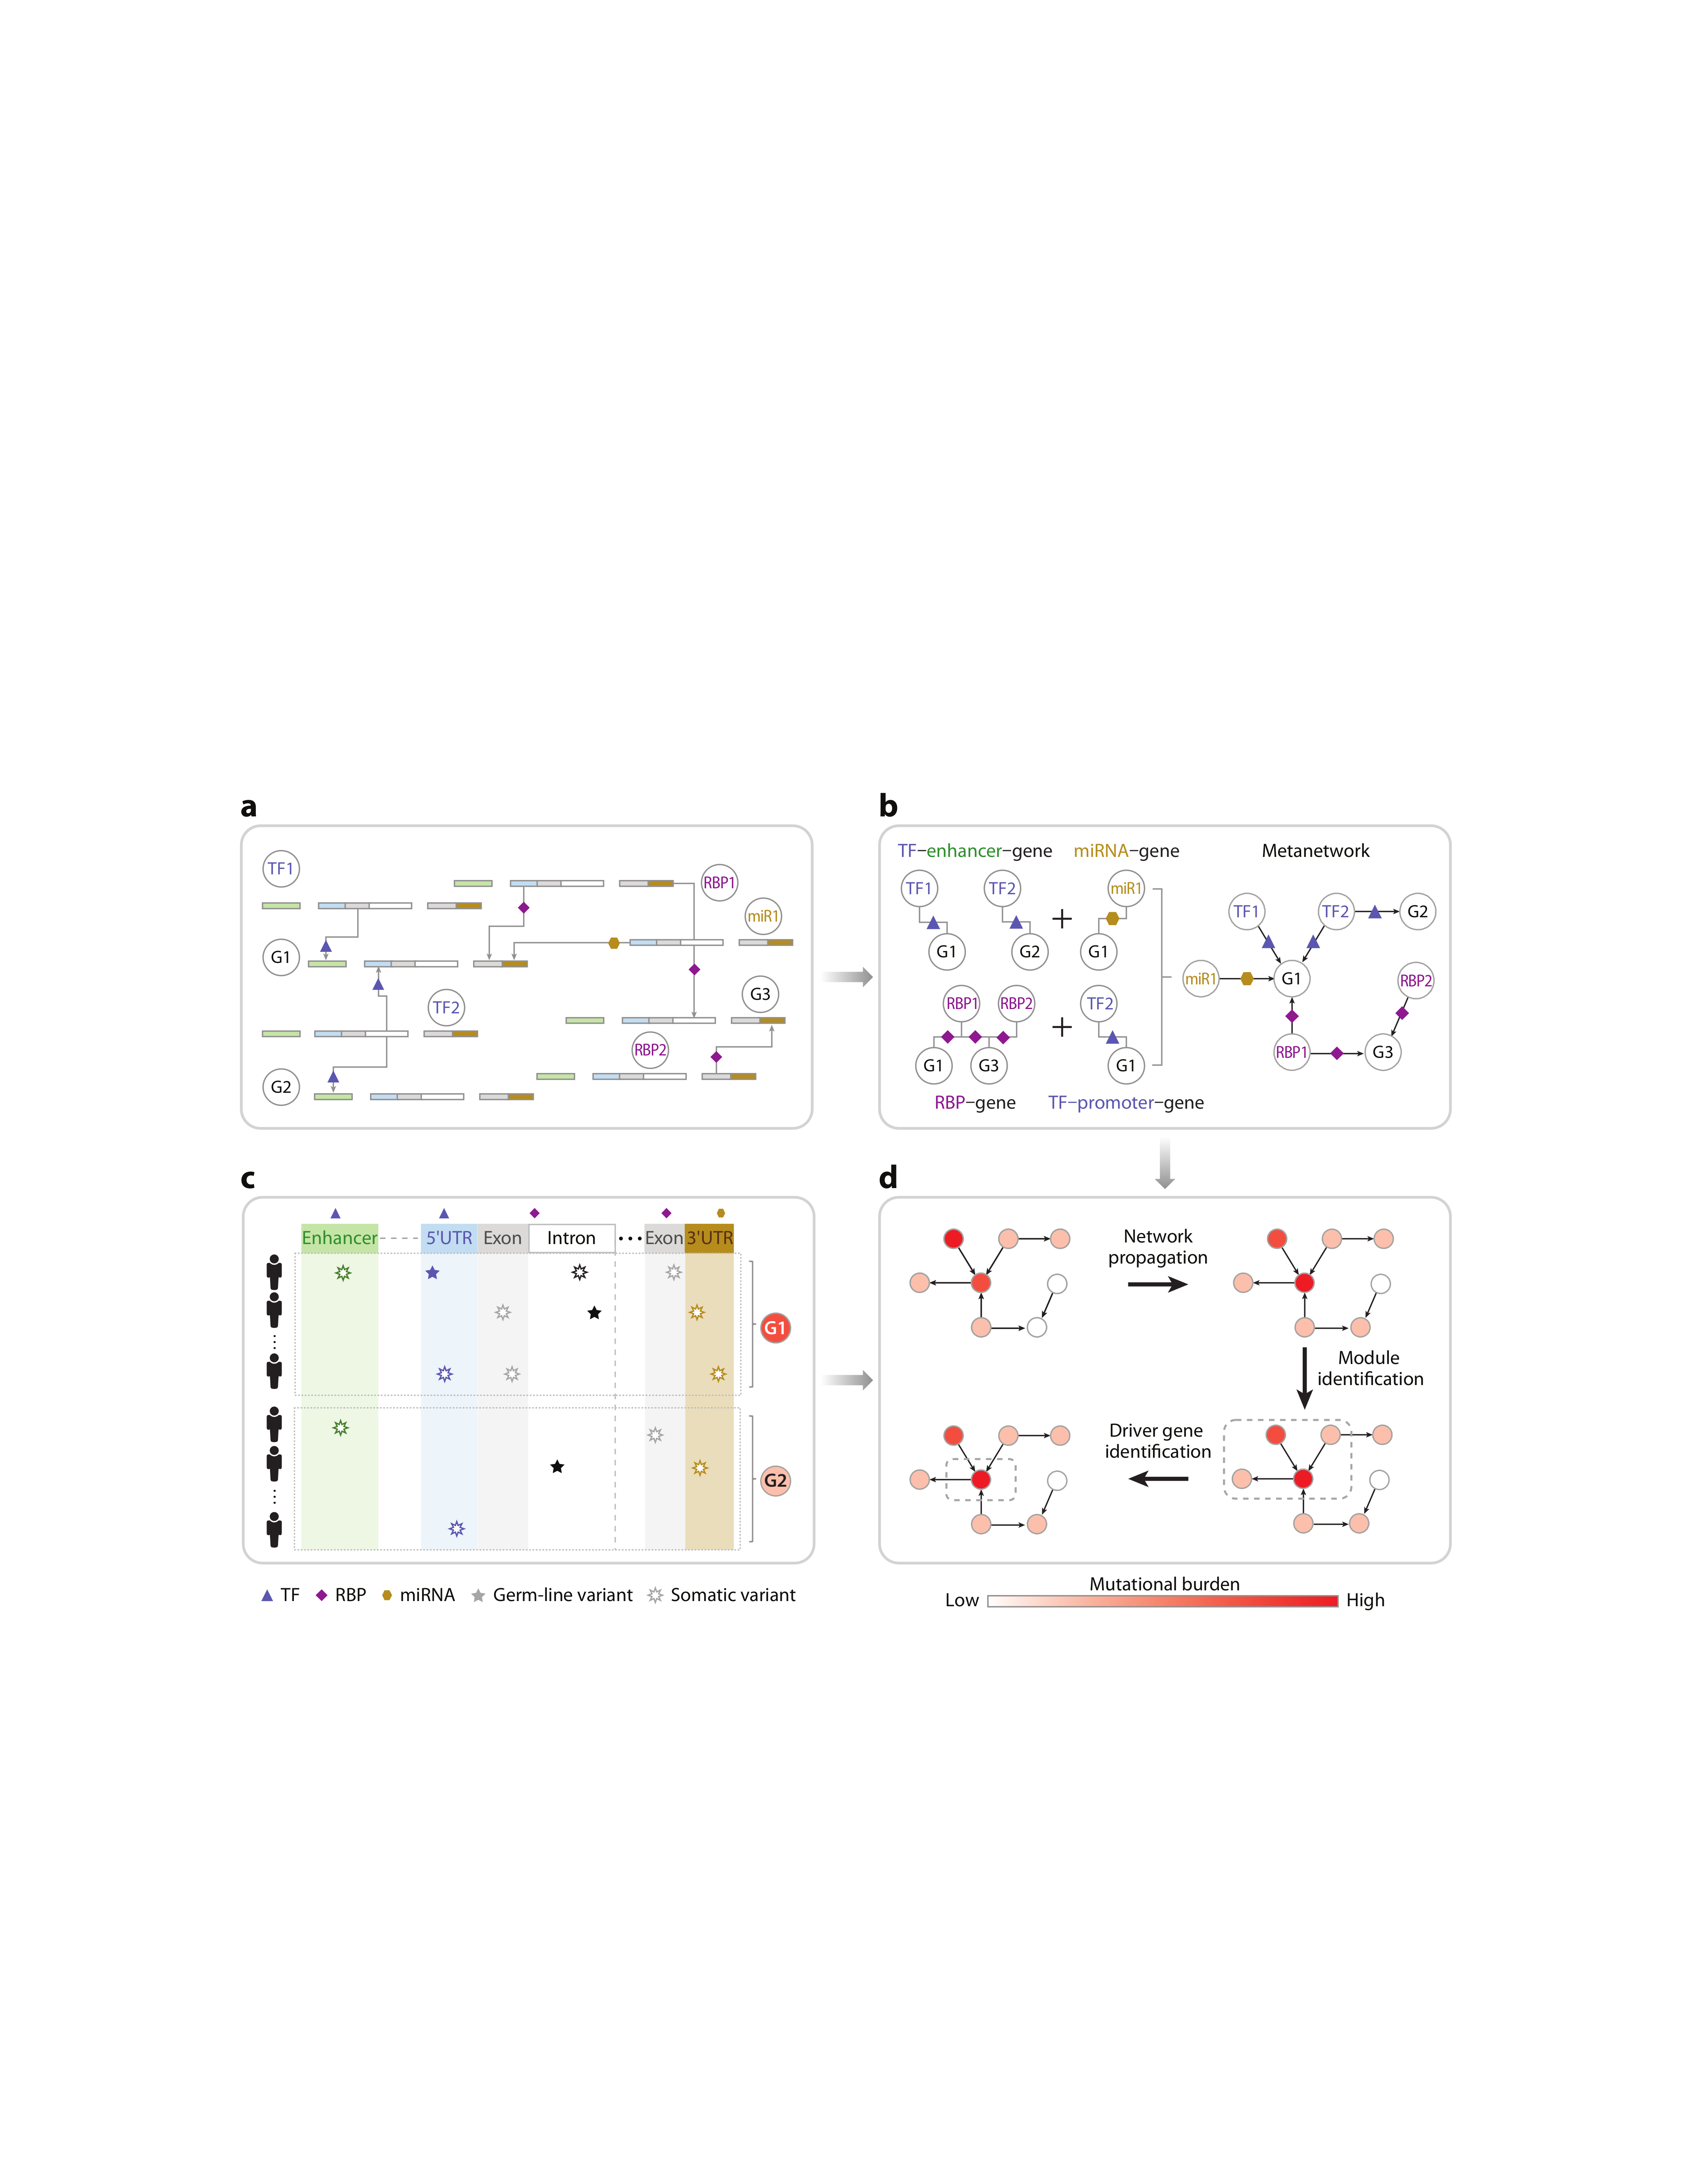 a
TF1
RBP1
miR1
G1
G3
TF2
RBP2
G2
b
TF–enhancer–gene
miRNA–gene
Metanetwork
TF1
TF2
miR1
+
G1
G2
G1
RBP1
RBP2
TF2
+
G1
G3
G1
RBP–gene
TF–promoter–gene
TF1
TF2
G2
miR1
G1
RBP2
RBP1
G3
c
Enhancer
5'UTR
Exon
Intron
Exon
3'UTR
G1
G2
TF
RBP
miRNA
Germ-line variant
Somatic variant
d
Network
propagation
Module
identification
Driver gene
identification
Mutational burden
Low
High